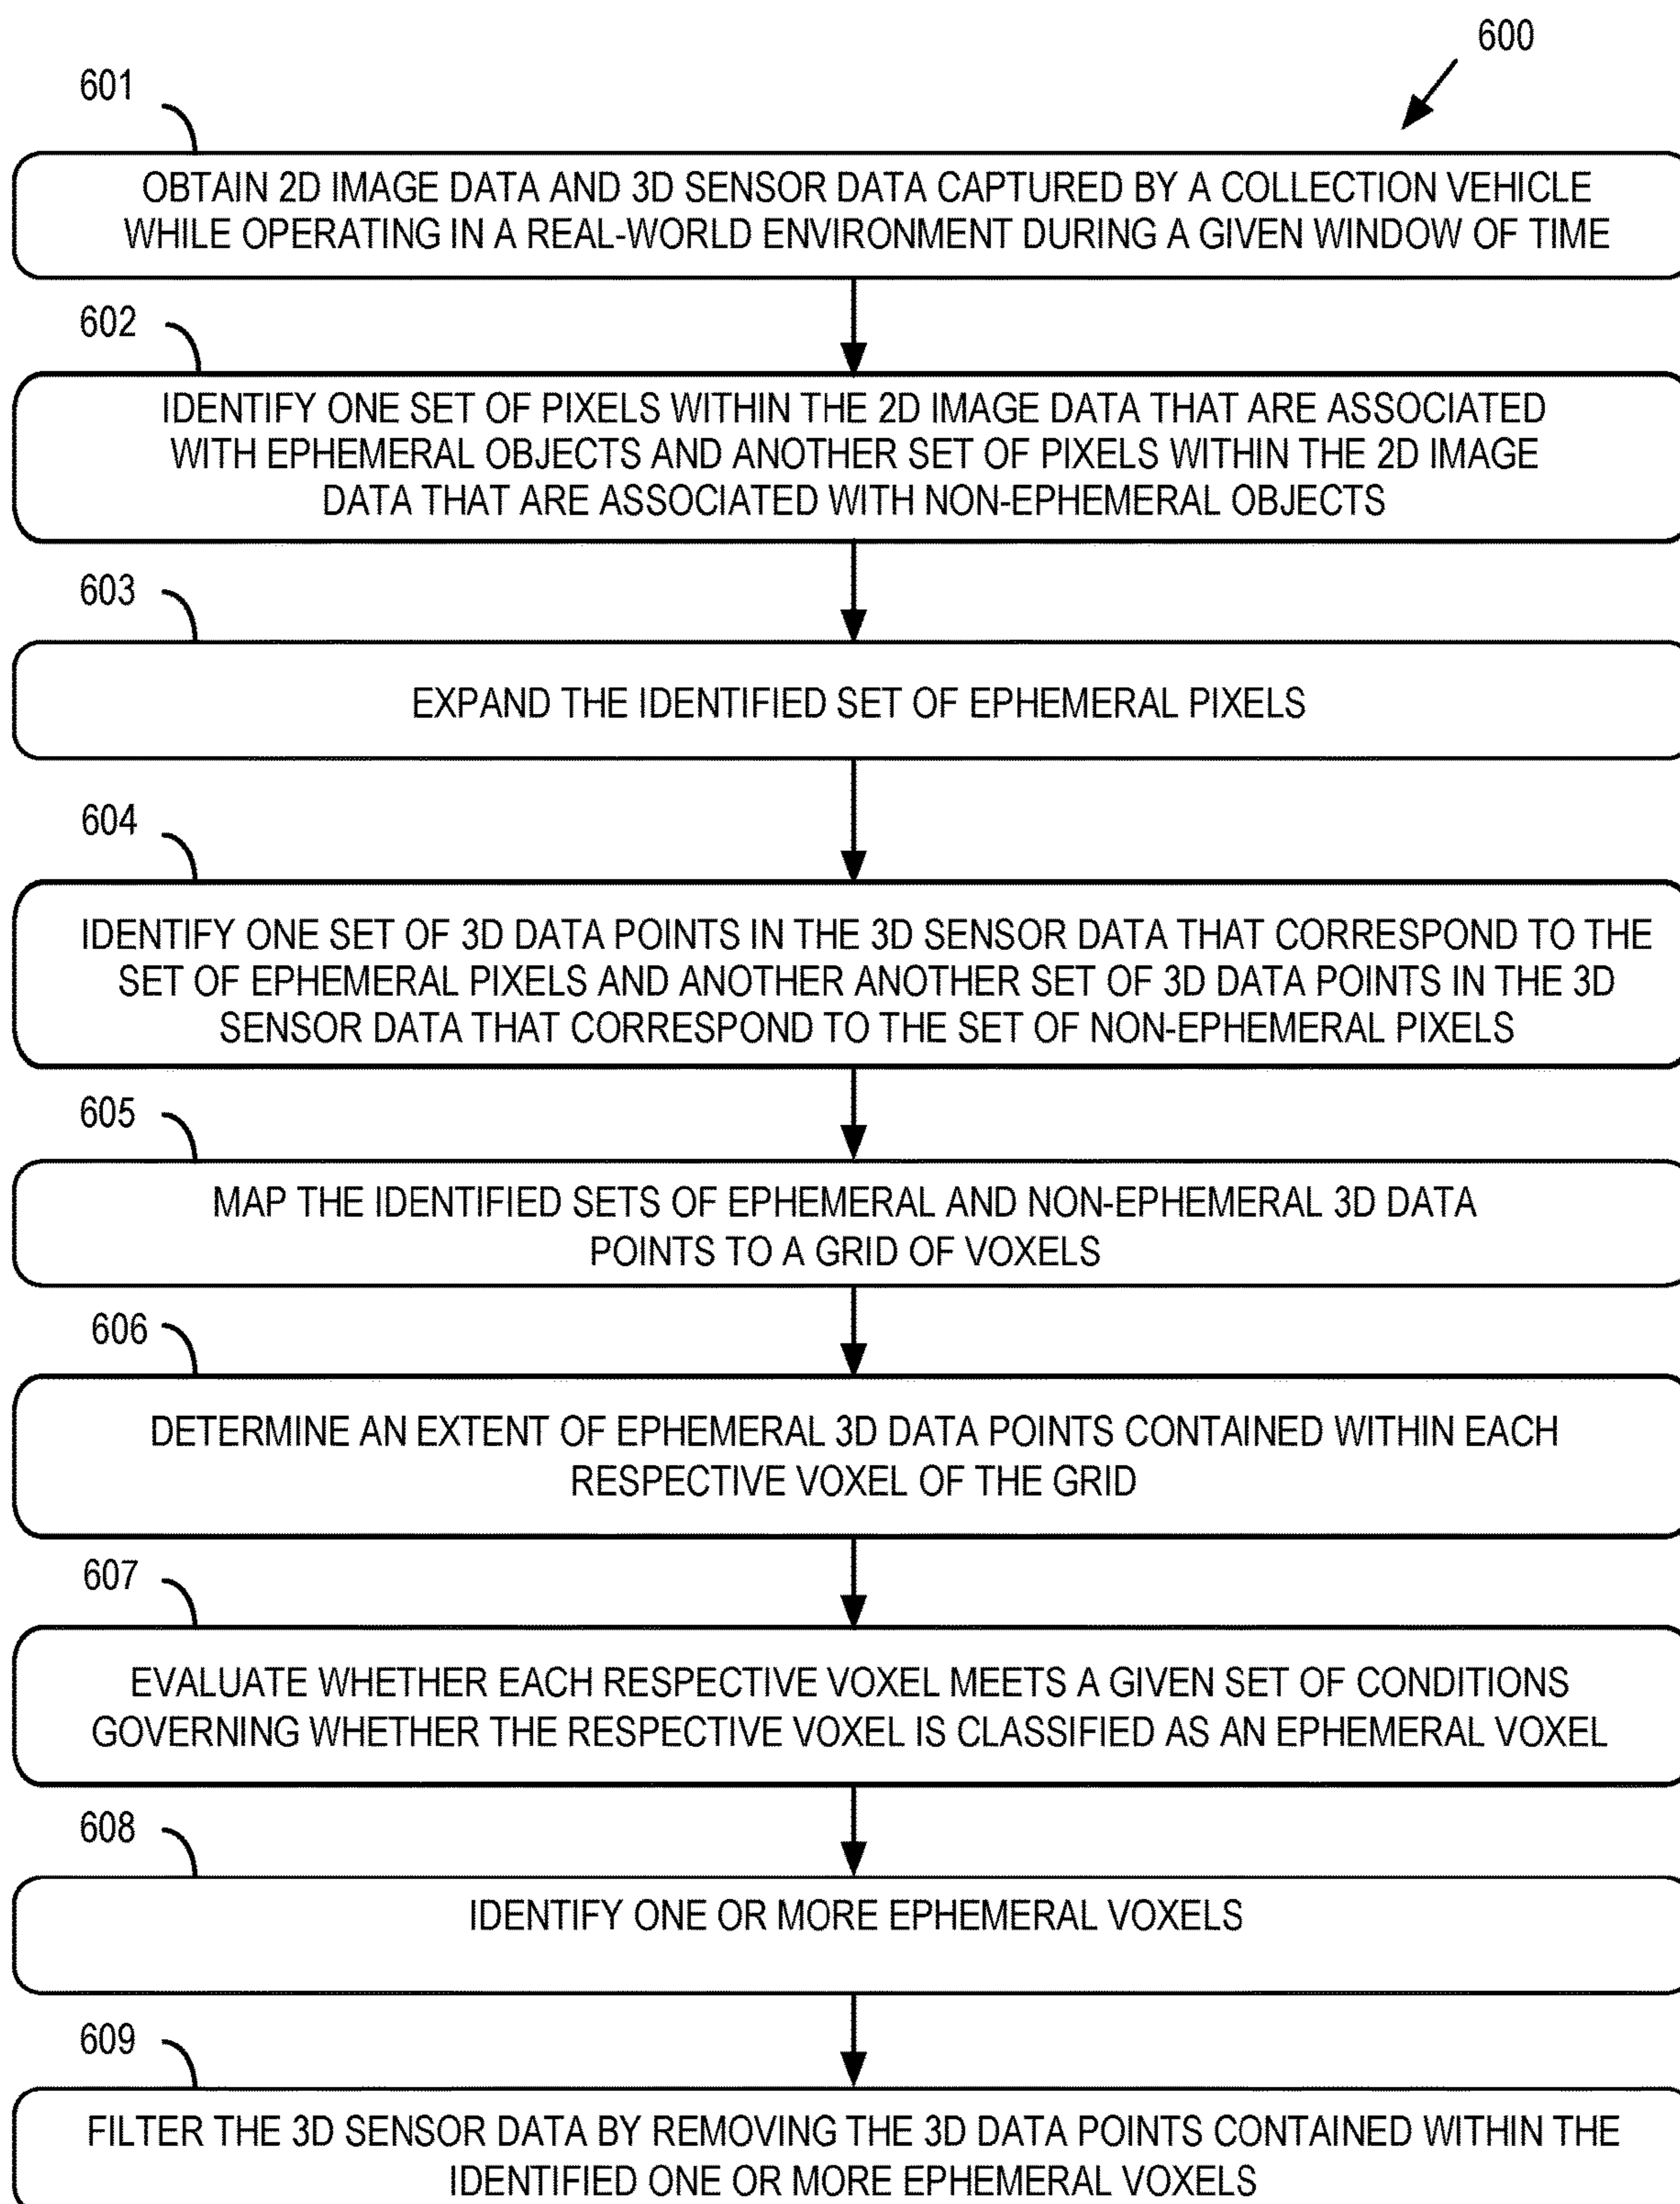 600
601
OBTAIN 2D IMAGE DATA AND 3D SENSOR DATA CAPTURED BY A COLLECTION VEHICLE
WHILE OPERATING IN A REAL-WORLD ENVIRONMENT DURING A GIVEN WINDOW OF TIME
602
IDENTIFY ONE SET OF PIXELS WITHIN THE 2D IMAGE DATA THAT ARE ASSOCIATED
WITH EPHEMERAL OBJECTS AND ANOTHER SET OF PIXELS WITHIN THE 2D IMAGE
DATA THAT ARE ASSOCIATED WITH NON-EPHEMERAL OBJECTS
603
EXPAND THE IDENTIFIED SET OF EPHEMERAL PIXELS
604
IDENTIFY ONE SET OF 3D DATA POINTS IN THE 3D SENSOR DATA THAT CORRESPOND TO THE
SET OF EPHEMERAL PIXELS AND ANOTHER ANOTHER SET OF 3D DATA POINTS IN THE 3D
SENSOR DATA THAT CORRESPOND TO THE SET OF NON-EPHEMERAL PIXELS
605
MAP THE IDENTIFIED SETS OF EPHEMERAL AND NON-EPHEMERAL 3D DATA
POINTS TO A GRID OF VOXELS
606
DETERMINE AN EXTENT OF EPHEMERAL 3D DATA POINTS CONTAINED WITHIN EACH
RESPECTIVE VOXEL OF THE GRID
607
EVALUATE WHETHER EACH RESPECTIVE VOXEL MEETS A GIVEN SET OF CONDITIONS
GOVERNING WHETHER THE RESPECTIVE VOXEL IS CLASSIFIED AS AN EPHEMERAL VOXEL
608
IDENTIFY ONE OR MORE EPHEMERAL VOXELS
609
FILTER THE 3D SENSOR DATA BY REMOVING THE 3D DATA POINTS CONTAINED WITHIN THE
IDENTIFIED ONE OR MORE EPHEMERAL VOXELS